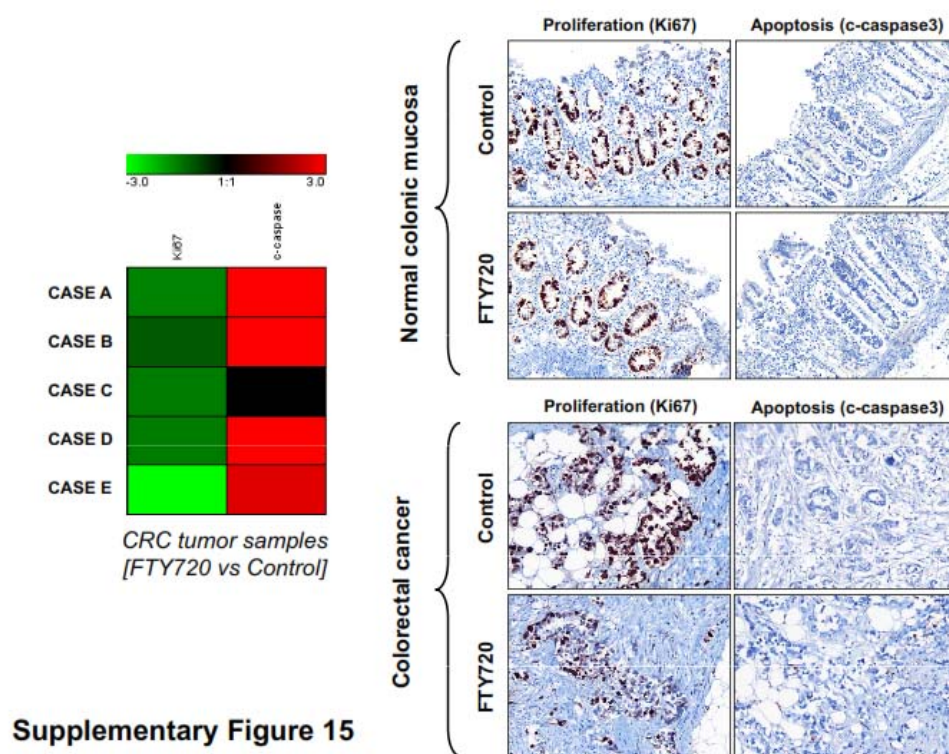 Proliferation (Ki67) Apoptosis (c-caspase3)
Normal colonic mucosa
Control
FTY720
-3.0 1:1 3.0
Ki67
c-caspase
CASE A
CASE B
CASE C
CASE D
CASE E
CRC tumor samples
[FTY720 vs Control]
Proliferation (Ki67) Apoptosis (c-caspase3)
Colorectal cancer
Control
FTY720
Supplementary Figure 15